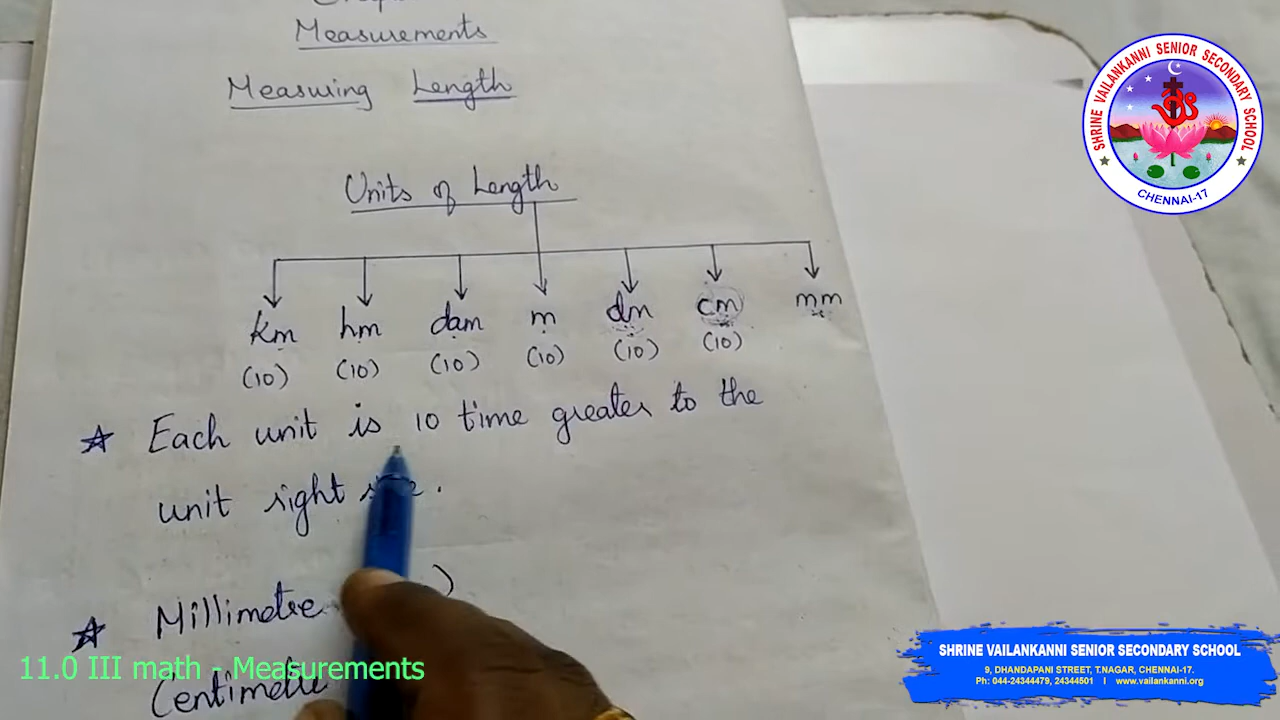 Measurements
Measuring Length
Units of Length
km hm dam m dm cm mm
(10) (10) (10) (10) (10) (10)
Each unit is 10 time greater to the
unit right
Millimetre )
Centimetre
11.0 III math - Measurements
SHRINE VAILANKANNI SENIOR SECONDARY SCHOOL
CHENNAI-17
SHRINE VAILANKANNI SENIOR SECONDARY SCHOOL
9, DHANDAPANI STREET, T.NAGAR, CHENNAI-17.
Ph: 044-24344479, 24344501 I www.vailankanni.org